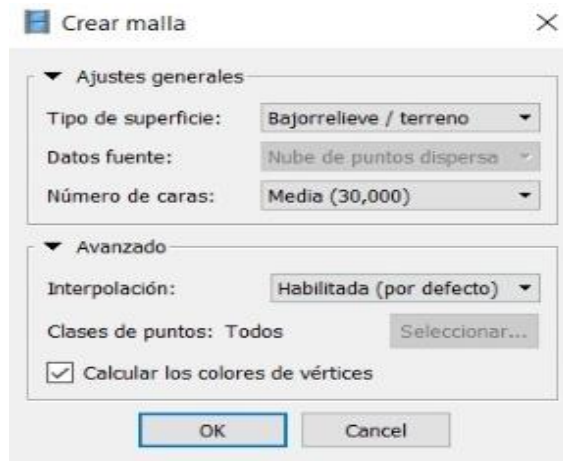 Crear malla
Ajustes generales
Tipo de superficie: Bajorrelieve / terreno
Datos fuente: Nube de puntos dispersa
Número de caras: Media (30,000)
Avanzado
Interpolación: Habilitada (por defecto)
Clases de puntos: Todos Seleccionar...
Calcular los colores de vértices
OK Cancel